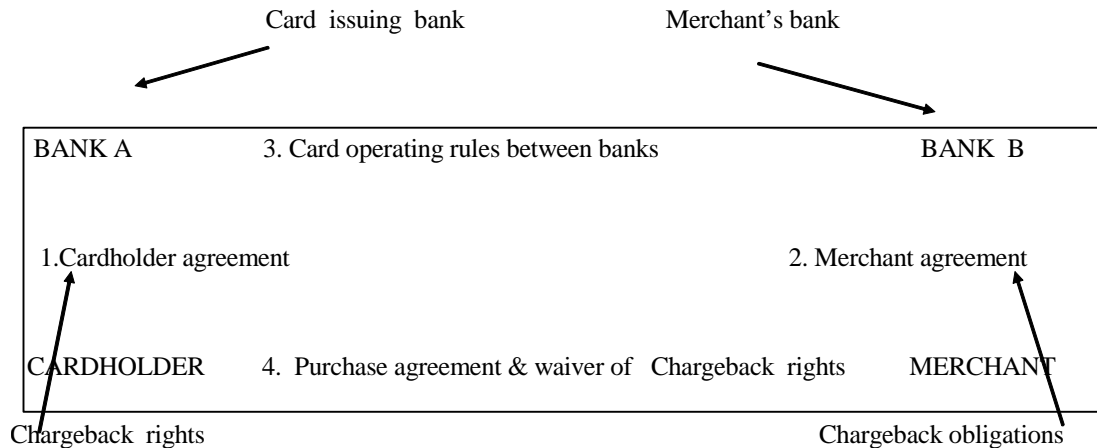 Card issuing bank Merchant’s bank
BANK A 3. Card operating rules between banks BANK B
1.Cardholder agreement 2. Merchant agreement
CARDHOLDER 4. Purchase agreement & waiver of Chargeback rights MERCHANT
Chargeback rights Chargeback obligations